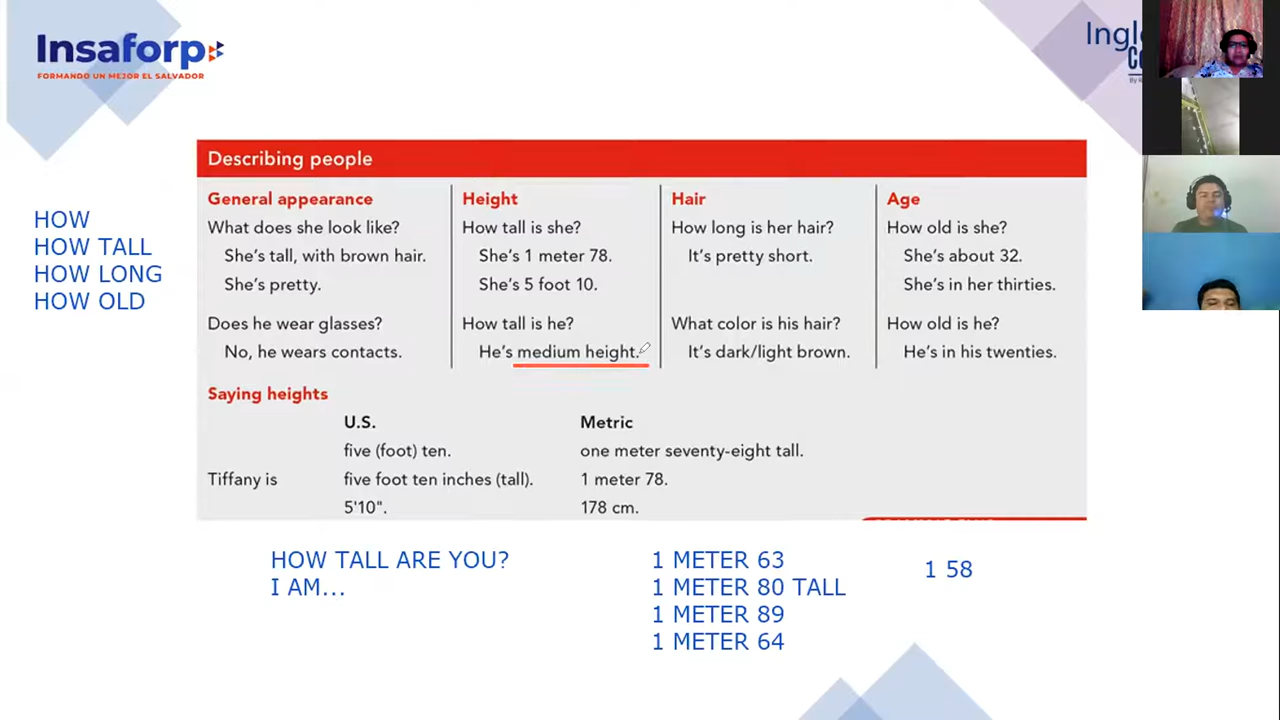 Insaforp
FORMANDO UN MEJOR EL SALVADOR
HOW
HOW TALL
HOW LONG
HOW OLD
Describing people
General appearance
What does she look like?
She's tall, with brown hair.
She's pretty.
Does he wear glasses?
No, he wears contacts.
Height
How tall is she?
She's 1 meter 78.
She's 5 foot 10.
How tall is he?
He's medium height.
Hair
How long is her hair?
It's pretty short.
What color is his hair?
It's dark/light brown.
Age
How old is she?
She's about 32.
She's in her thirties.
How old is he?
He's in his twenties.
Saying heights
U.S. Metric
five (foot) ten. one meter seventy-eight tall.
Tiffany is five foot ten inches (tall). 1 meter 78.
5'10". 178 cm.
HOW TALL ARE YOU?
I AM...
1 METER 63
1 METER 80 TALL
1 METER 89
1 METER 64
1 58